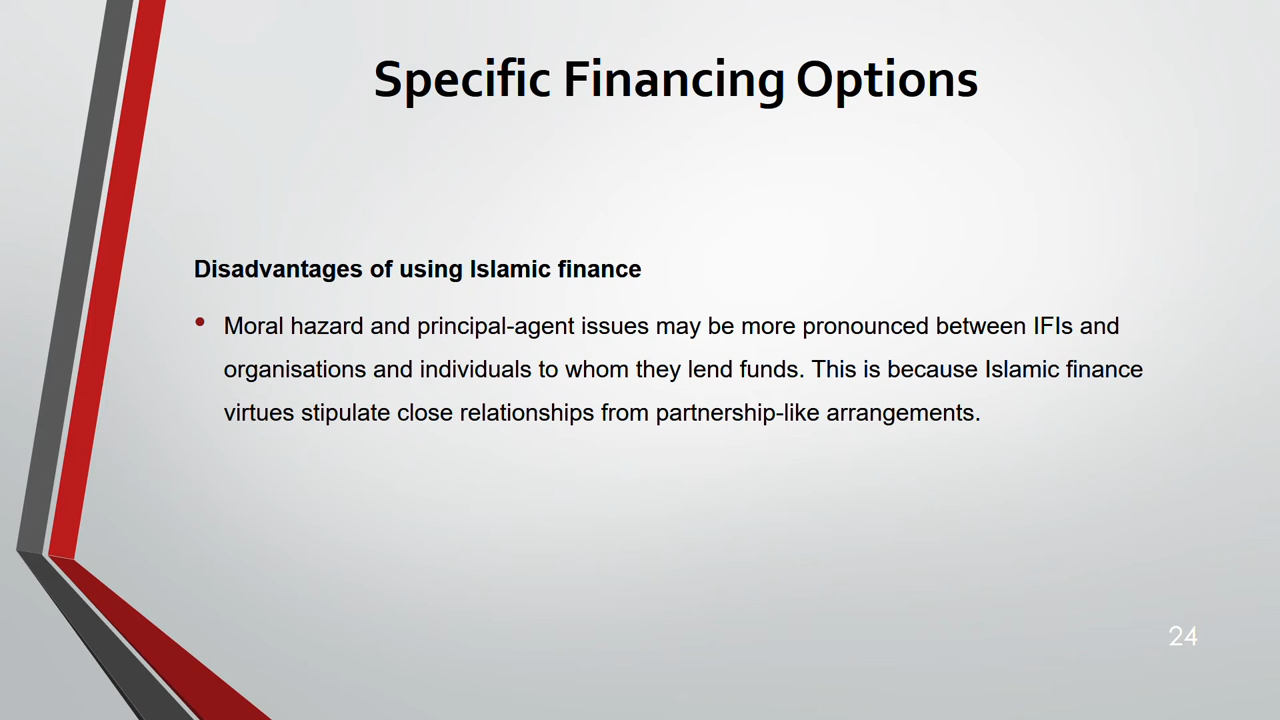 Specific Financing Options
Disadvantages of using Islamic finance
• Moral hazard and principal-agent issues may be more pronounced between IFIs and
organisations and individuals to whom they lend funds. This is because Islamic finance
virtues stipulate close relationships from partnership-like arrangements.
24